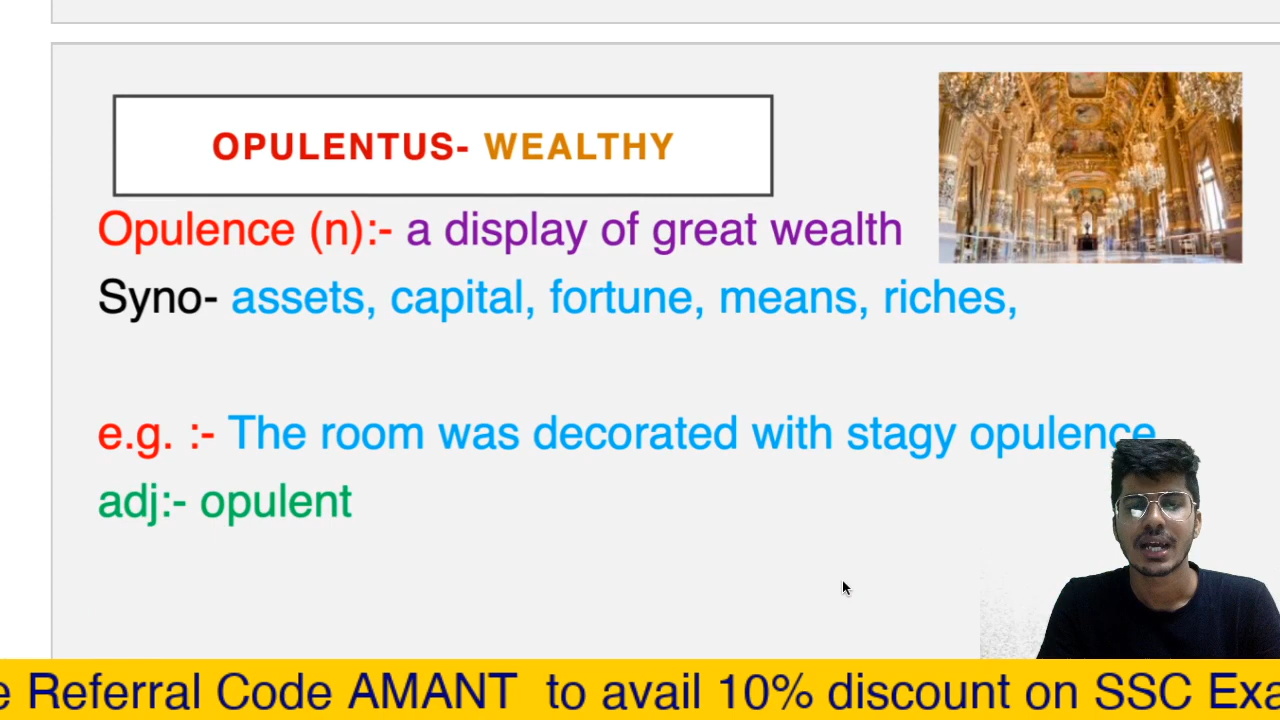 OPULENTUS- WEALTHY
Opulence (n):- a display of great wealth
Syno- assets, capital, fortune, means, riches,
e.g. :- The room was decorated with stagy opulence
adj:- opulent
e Referral Code AMANT to avail 10% discount on SSC Exa